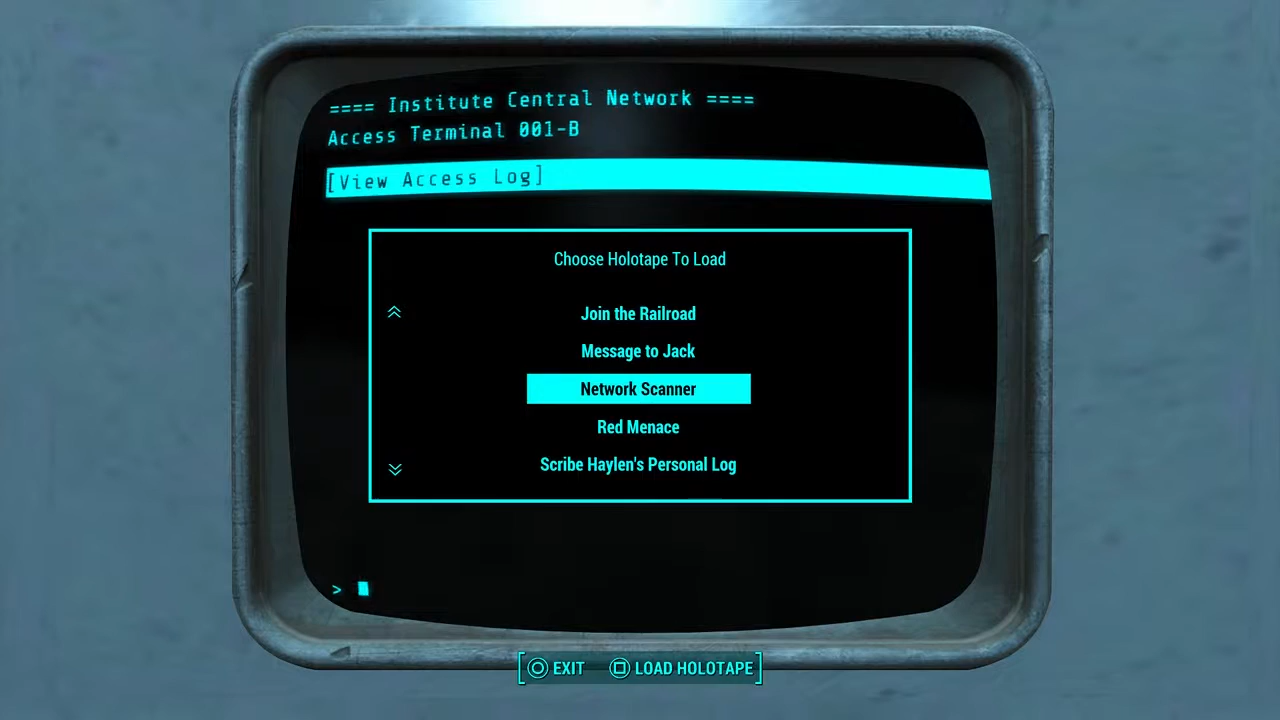 ==== Institute Central Network ====
Access Terminal 001-B
[View Access Log]
Choose Holotape To Load
Join the Railroad
Message to Jack
Network Scanner
Red Menace
Scribe Haylen's Personal Log
>
EXIT LOAD HOLOTAPE